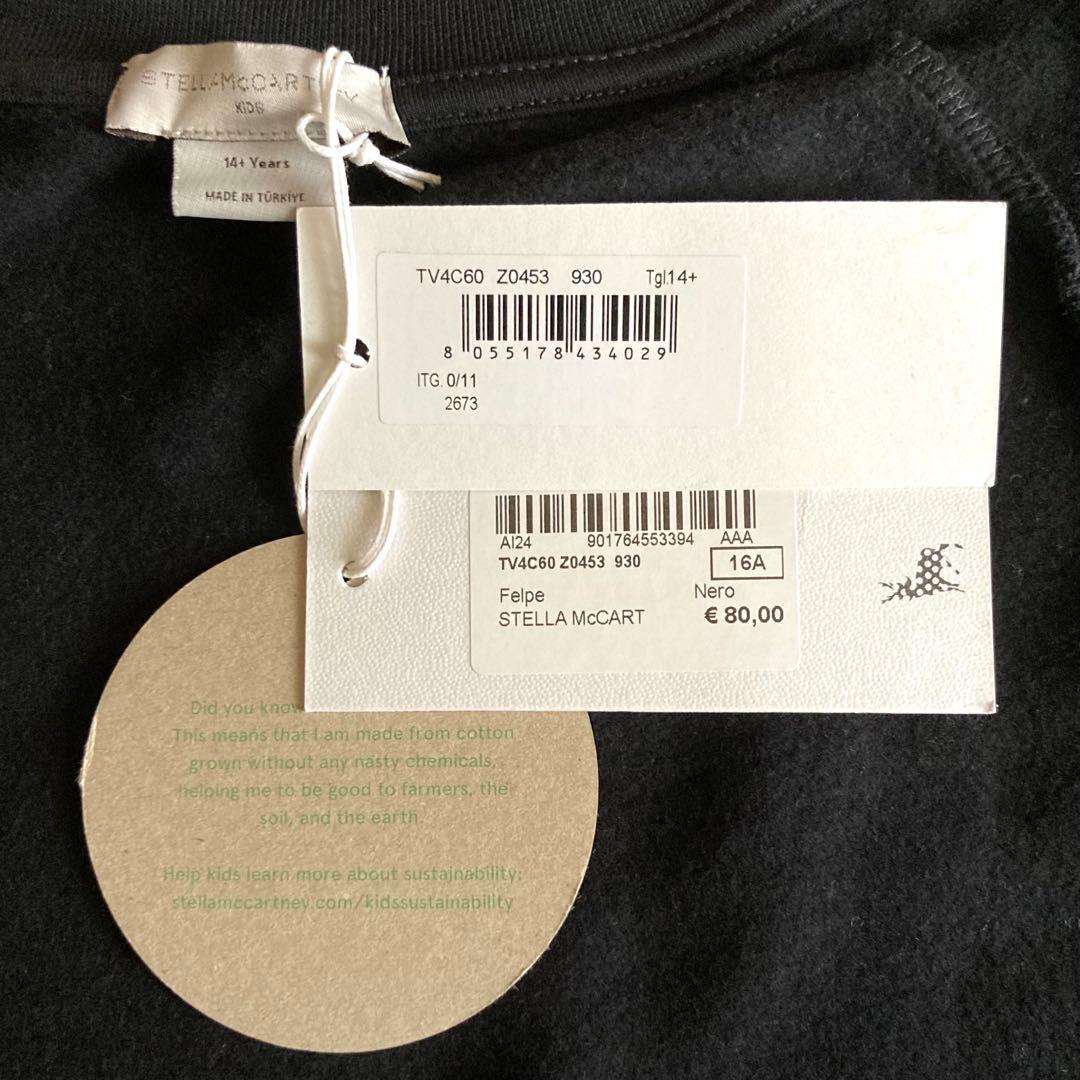 STELLA McCARTNEY
KIDS
14+ Years
MADE IN TÜRKIYE
TV4C60 Z0453 930 Tgl.14+
8 055178 434029
ITG. 0/11
2673
AI24 901764553394 AAA
TV4C60 Z0453 930
16A
Felpe Nero
STELLA McCART € 80,00
Did you know
This means that I am made from cotton
grown without any nasty chemicals,
helping me to be good to farmers, the
soil, and the earth.
Help kids learn more about sustainability:
stellamccartney.com/kidssustainability